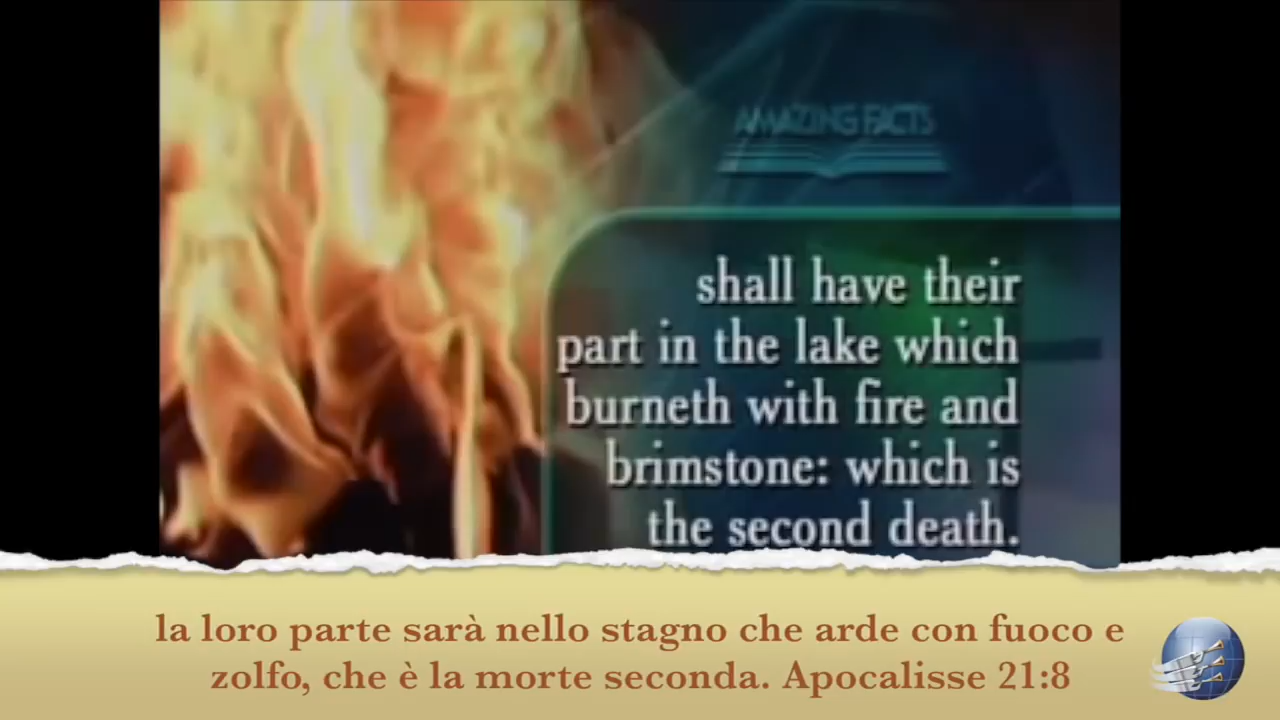 AMAZING FACTS
shall have their
part in the lake which
burneth with fire and
brimstone: which is
the second death.
la loro parte sarà nello stagno che arde con fuoco e
zolfo, che è la morte seconda. Apocalisse 21:8